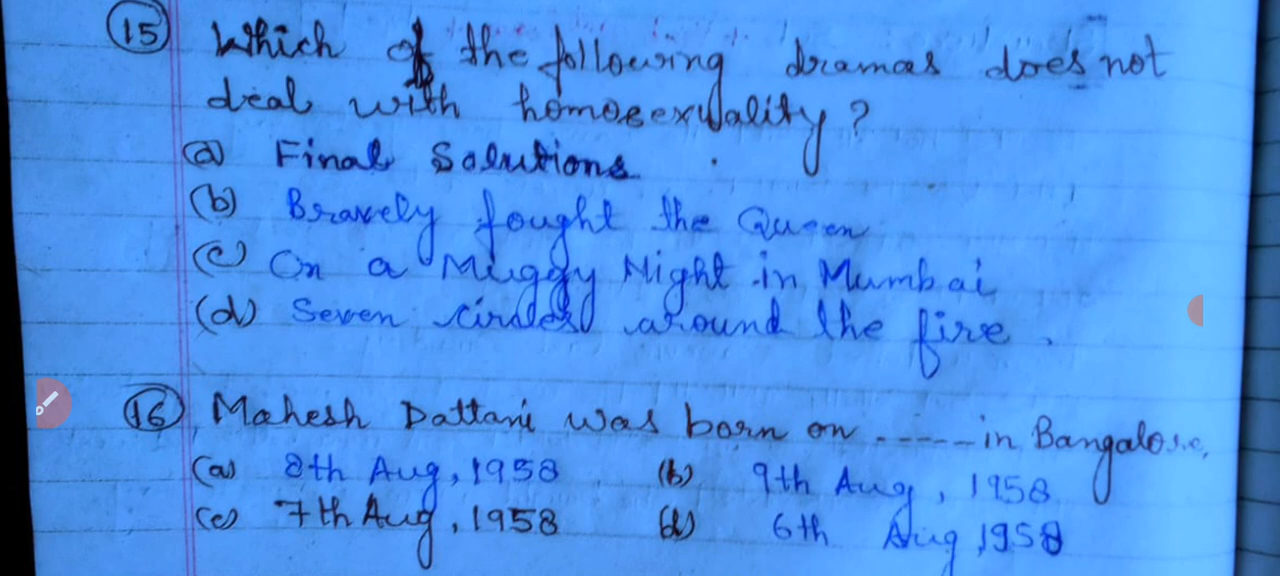 15 Which of the following dramas does not
deal with homosexuality ?
(a) Final Solutions
(b) Bravely fought the Queen
(c) On a Muggy Night in Mumbai
(d) Seven circles around the fire .
16 Mahesh Dattani was born on ------ in Bangalore,
(a) 8th Aug, 1958 (b) 9th Aug, 1958
(c) 7th Aug, 1958 (d) 6th Aug 1958